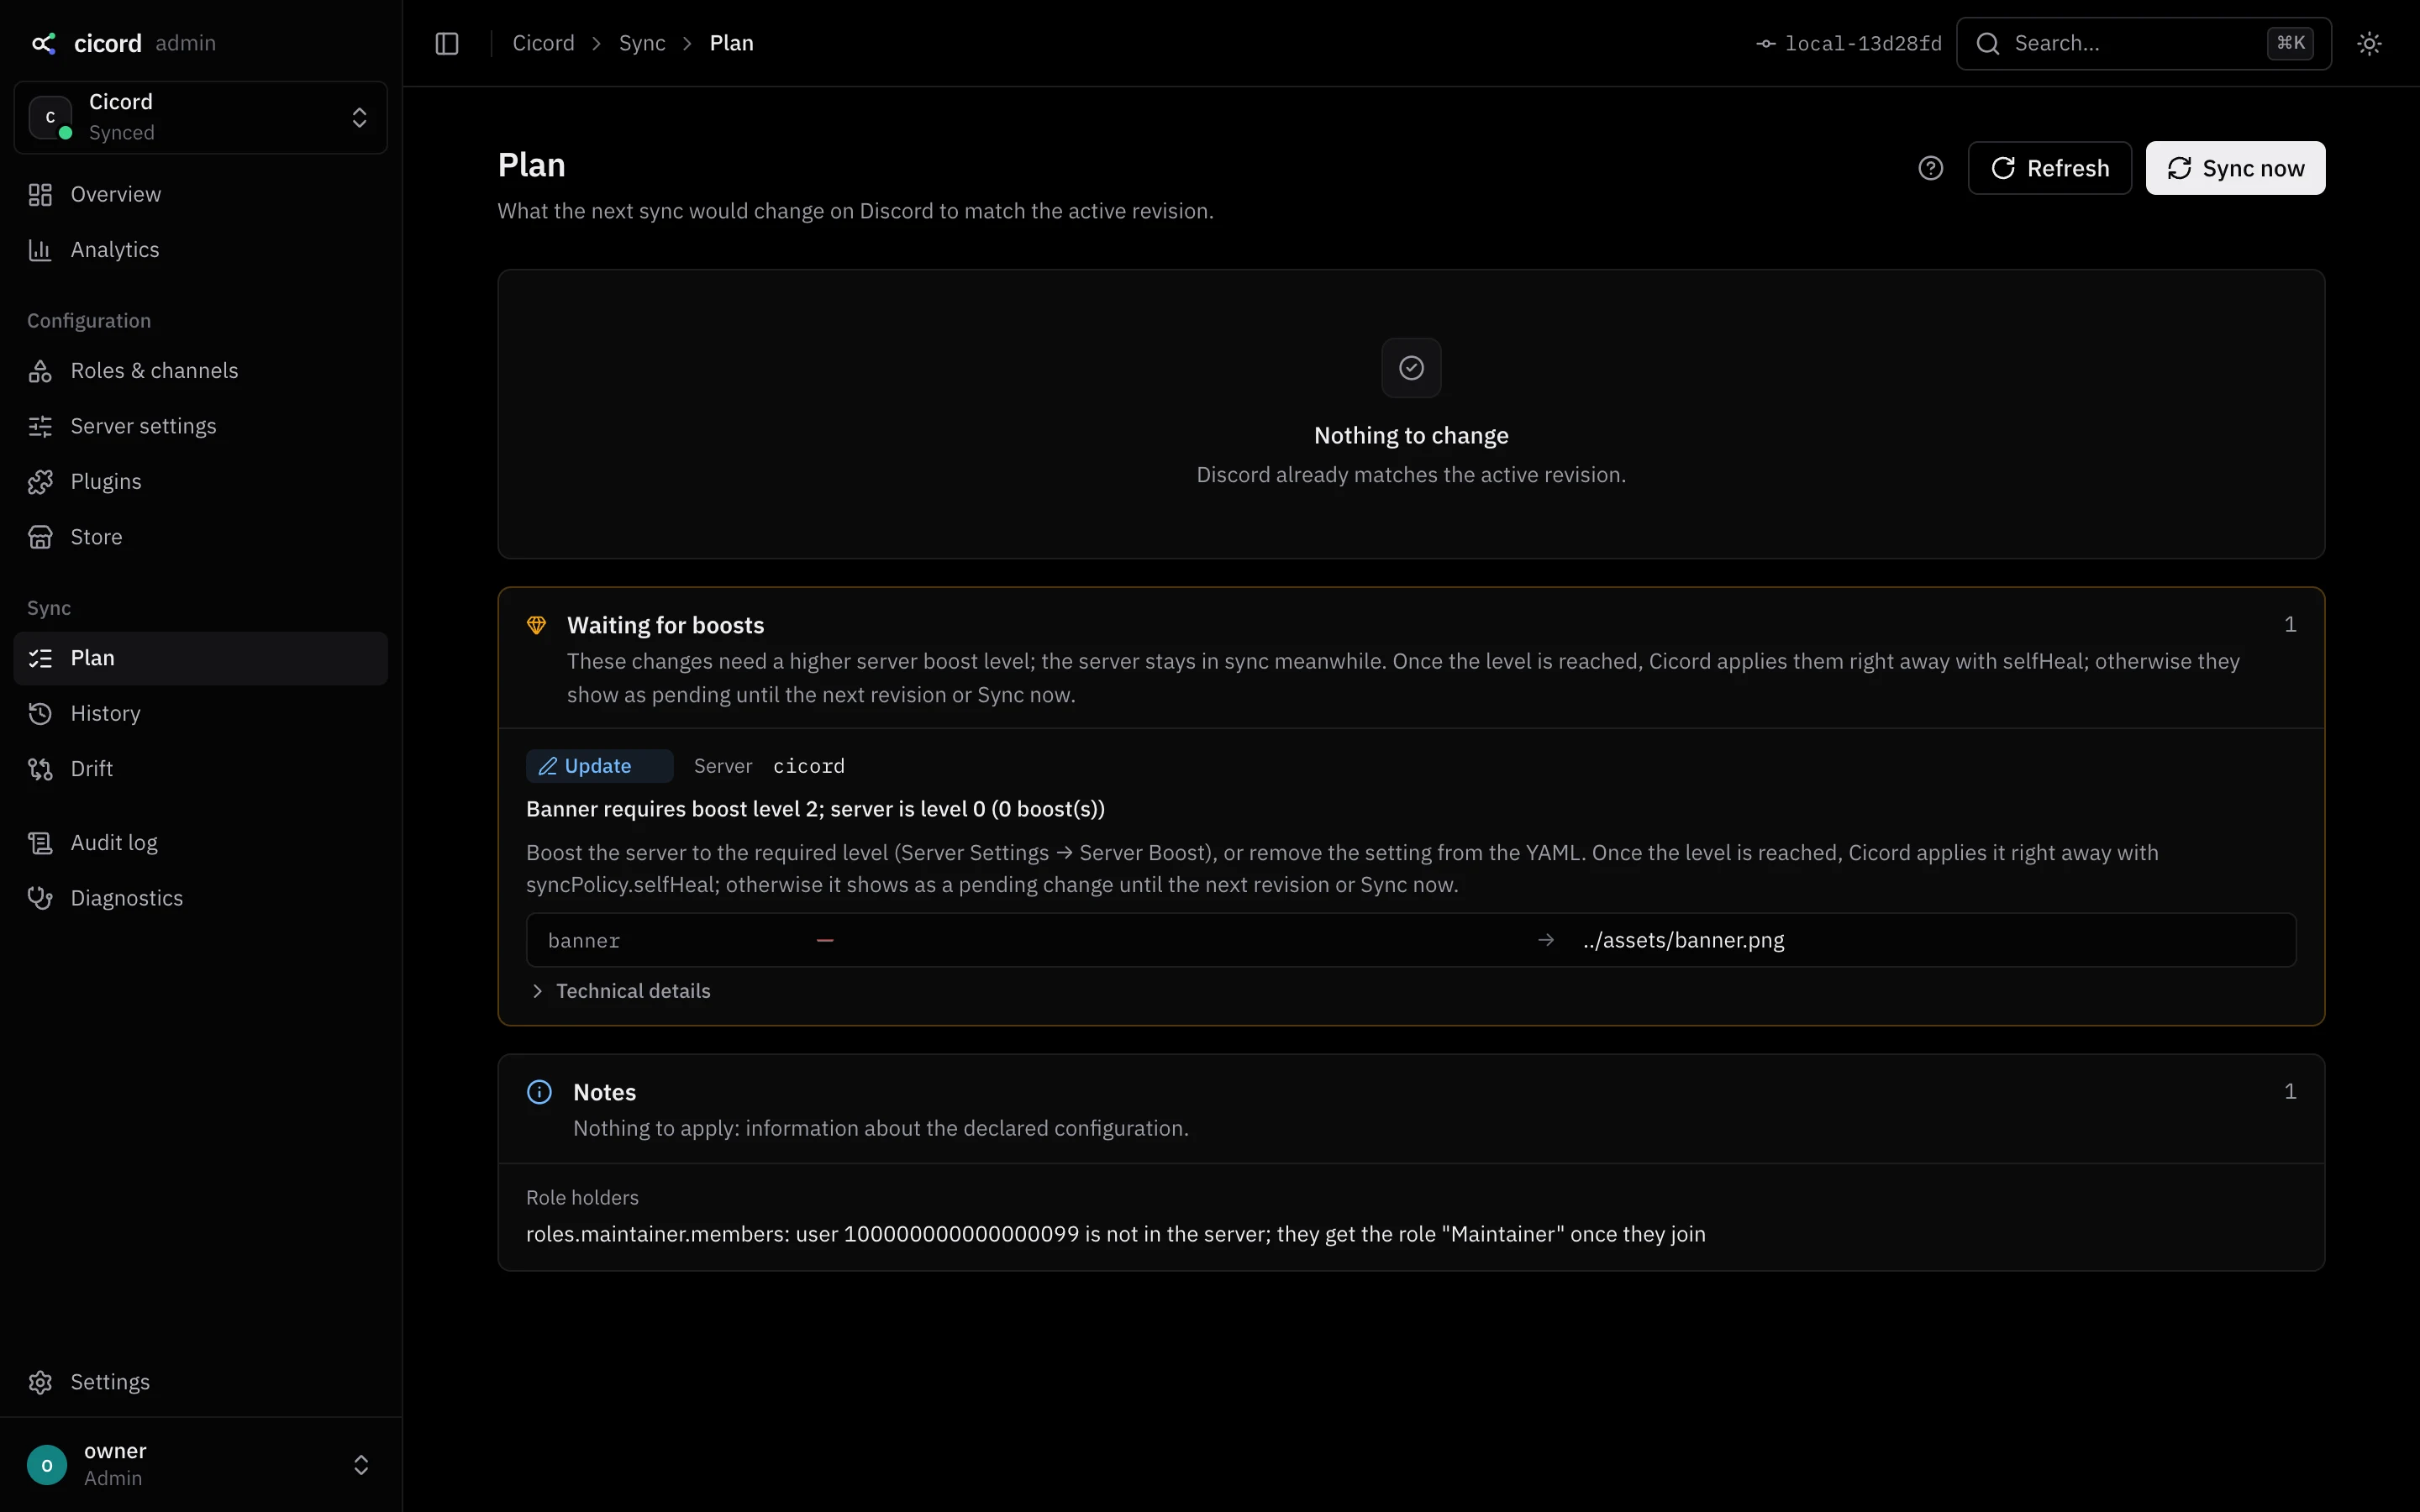 cicord admin
C
Cicord
Synced
Overview
Analytics
Configuration
Roles & channels
Server settings
Plugins
Store
Sync
Plan
History
Drift
Audit log
Diagnostics
Settings
o
owner
Admin
Cicord > Sync > Plan
local-13d28fd
Search...
⌘K
Plan
What the next sync would change on Discord to match the active revision.
Refresh
Sync now
Nothing to change
Discord already matches the active revision.
Waiting for boosts
1
These changes need a higher server boost level; the server stays in sync meanwhile. Once the level is reached, Cicord applies them right away with selfHeal; otherwise they
show as pending until the next revision or Sync now.
Update Server cicord
Banner requires boost level 2; server is level 0 (0 boost(s))
Boost the server to the required level (Server Settings → Server Boost), or remove the setting from the YAML. Once the level is reached, Cicord applies it right away with
syncPolicy.selfHeal; otherwise it shows as a pending change until the next revision or Sync now.
banner — → ../assets/banner.png
Technical details
Notes
1
Nothing to apply: information about the declared configuration.
Role holders
roles.maintainer.members: user 100000000000000099 is not in the server; they get the role "Maintainer" once they join